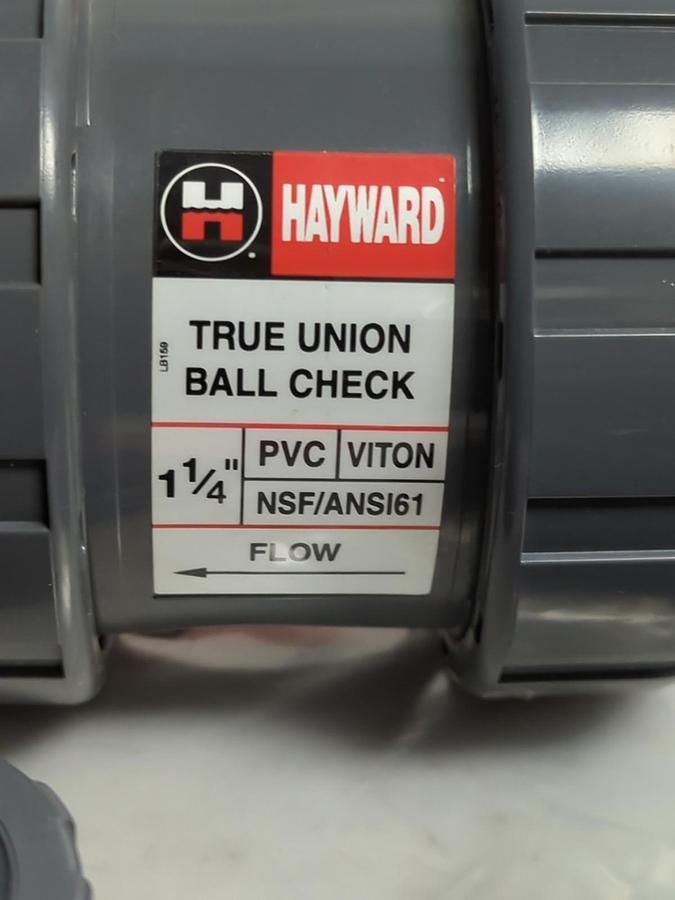 HAYWARD
TRUE UNION
BALL CHECK
LB159
1¼"
PVC VITON
NSF/ANSI61
FLOW